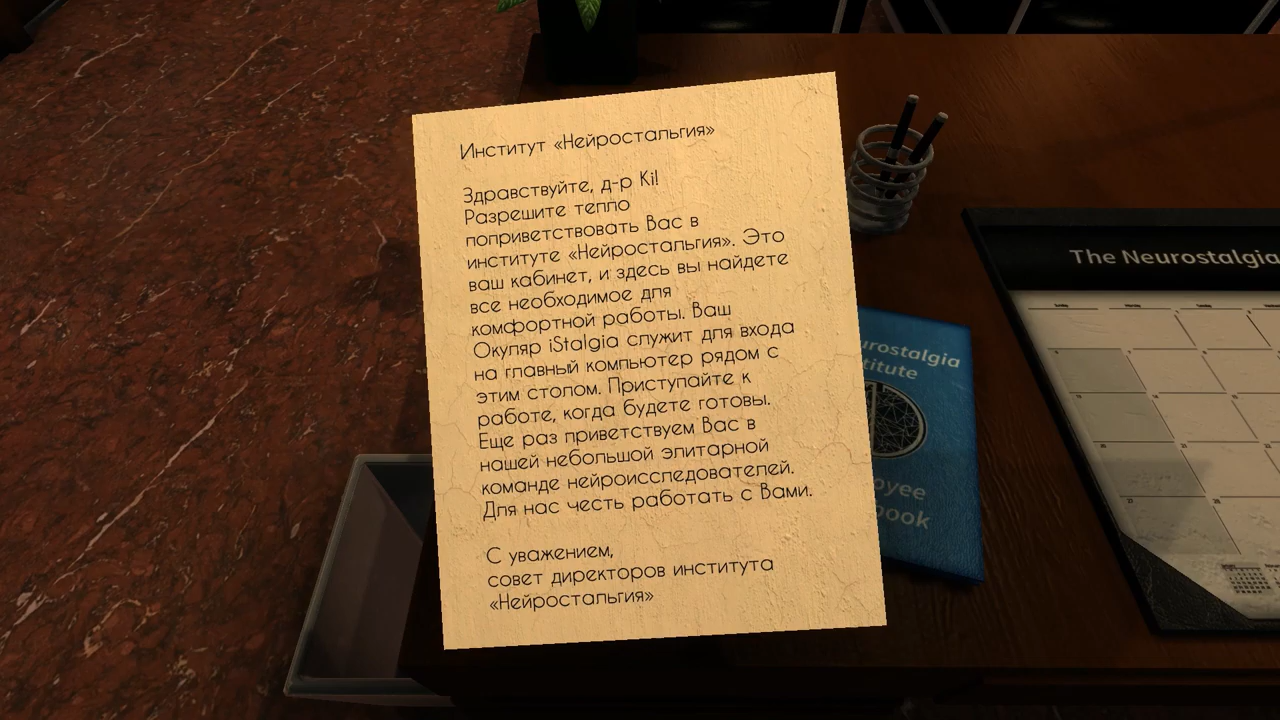 Институт «Нейростальгия»
Здравствуйте, д-р Ki!
Разрешите тепло
поприветствовать Вас в
институте «Нейростальгия». Это
ваш кабинет, и здесь вы найдете
все необходимое для
комфортной работы. Ваш
Окуляр iStalgia служит для входа
на главный компьютер рядом с
этим столом. Приступайте к
работе, когда будете готовы.
Еще раз приветствуем Вас в
нашей небольшой элитарной
команде нейроисследователей.
Для нас честь работать с Вами.
С уважением,
совет директоров института
«Нейростальгия»
The Neurostalgia
urostalgia
titute
oyee
book